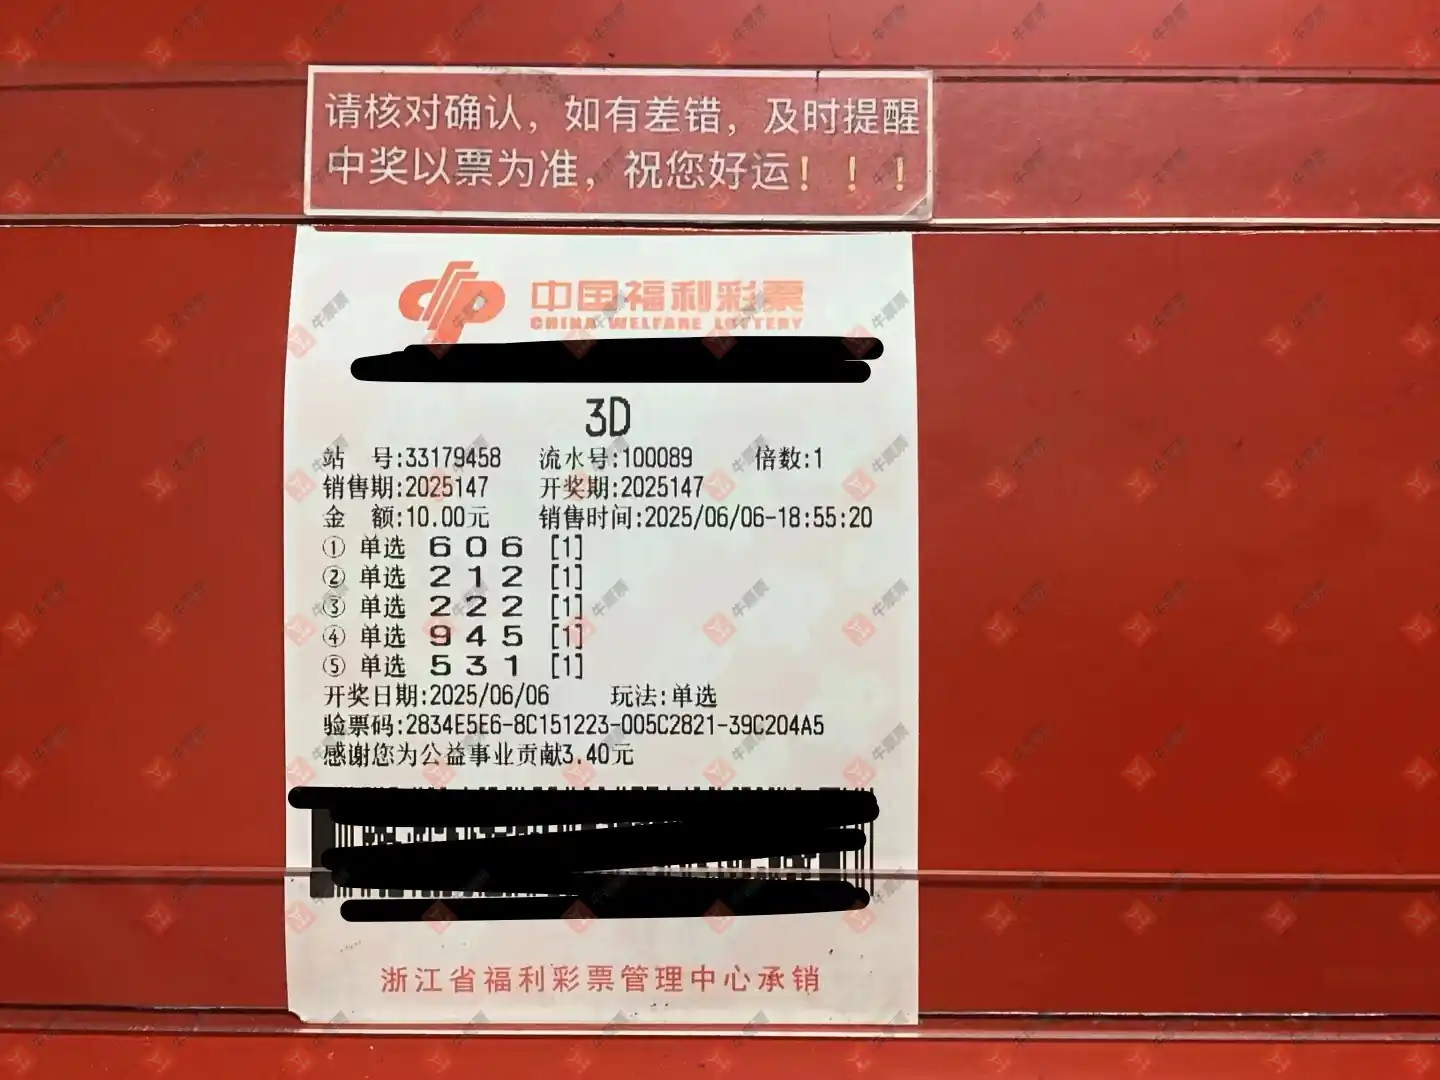 请核对确认，如有差错，及时提醒
中奖以票为准，祝您好运！！！
中国福利彩票
CHINA WELFARE LOTTERY
3D
站 号:33179458 流水号:100089 倍数:1
销售期:2025147 开奖期:2025147
金 额:10.00元 销售时间:2025/06/06-18:55:20
① 单选 6 0 6 [1]
② 单选 2 1 2 [1]
③ 单选 2 2 2 [1]
④ 单选 9 4 5 [1]
⑤ 单选 5 3 1 [1]
开奖日期:2025/06/06 玩法:单选
验票码:2834E5E6-8C151223-005C2821-39C204A5
感谢您为公益事业贡献3.40元
浙江省福利彩票管理中心承销
牛票票